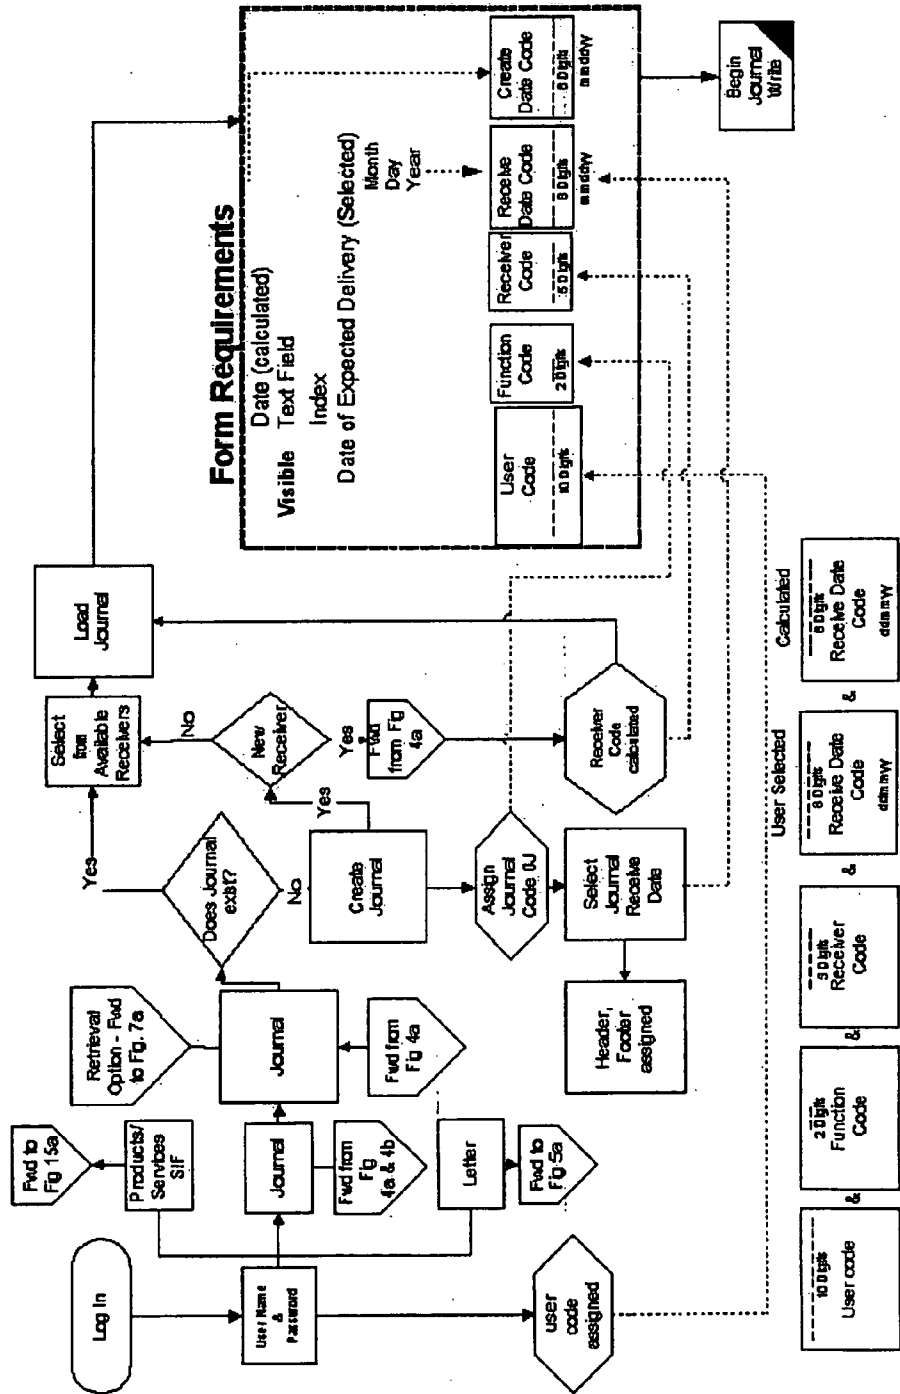 Log In
User Name
&
Password
user
code
assigned
Fwd to
Fig 15a
Products/
Services
SIF
Journal
Fwd from
Fig
4a & 4b
Letter
Fwd to
Fig 5a
Retrieval
Option - Fwd
to Fig. 7a
Journal
Fwd from
Fig 4a
Does Journal
exist?
Yes
No
Create
Journal
Yes
New
Receiver
No
Yes
Select
from
Available
Receivers
Load
Journal
Fwd
from Fig
4a
Receiver
Code
calculated
Assign
Journal
Code 0J
Select
Journal
Receive
Date
Header,
Footer
assigned
Form Requirements
Date (calculated)
Visible Text Field
Index
Date of Expected Delivery (Selected)
Month
Day
Year
User
Code
10 Digits
Function
Code
2 Digits
Receiver
Code
5 Digits
Receive
Date Code
8 Digits
mmddyy
Create
Date Code
6 Digits
mmddyy
Begin
Journal
Write
User Selected
Calculated
10 Digits
User code
&
2 Digits
Function
Code
&
5 Digits
Receiver
Code
&
8 Digits
Receive Date
Code
ddmmyy
&
6 Digits
Receive Date
Code
ddmmyy